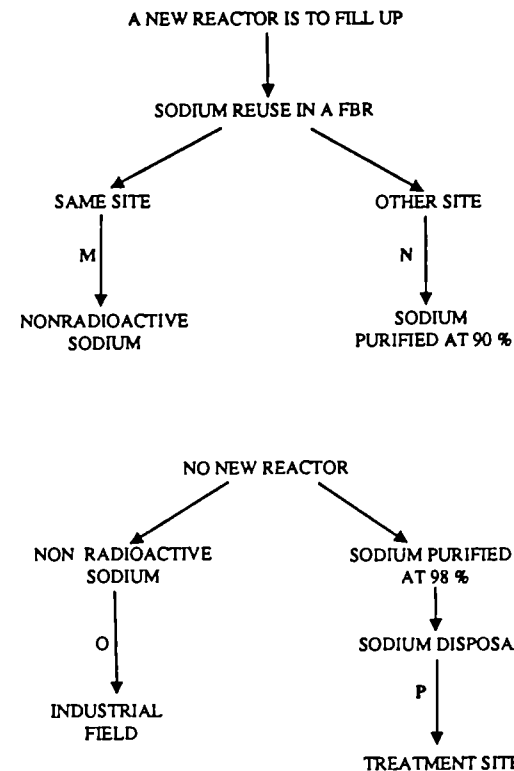 A NEW REACTOR IS TO FILL UP
SODIUM REUSE IN A FBR
SAME SITE
OTHER SITE
M
N
NONRADIOACTIVE
SODIUM
SODIUM
PURIFIED AT 90 %
NO NEW REACTOR
NON RADIOACTIVE
SODIUM
SODIUM PURIFIED
AT 98 %
O
SODIUM DISPOSA
P
INDUSTRIAL
FIELD
TREATMENT SITE